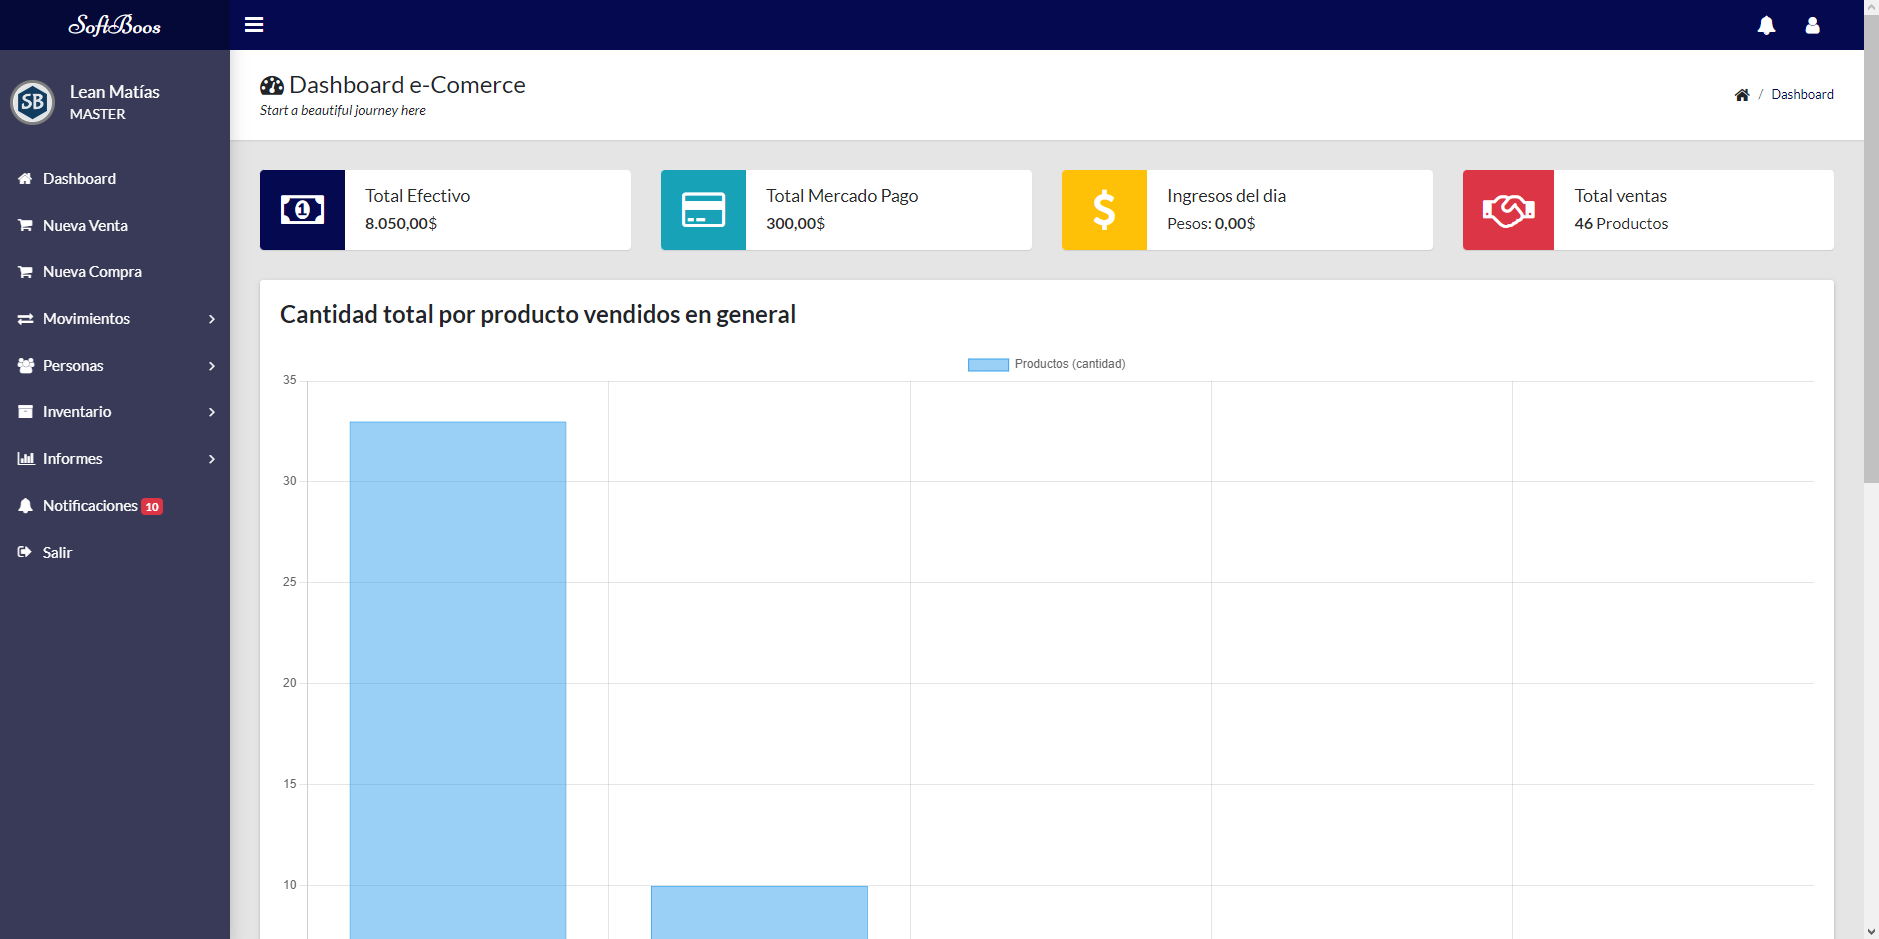 SoftBoos
SB
Lean Matías
MASTER
Dashboard
Nueva Venta
Nueva Compra
Movimientos
Personas
Inventario
Informes
Notificaciones 10
Salir
Dashboard e-Comerce
Start a beautiful journey here
/ Dashboard
1
Total Efectivo
8.050,00$
Total Mercado Pago
300,00$
$
Ingresos del dia
Pesos: 0,00$
Total ventas
46 Productos
Cantidad total por producto vendidos en general
Productos (cantidad)
35
30
25
20
15
10